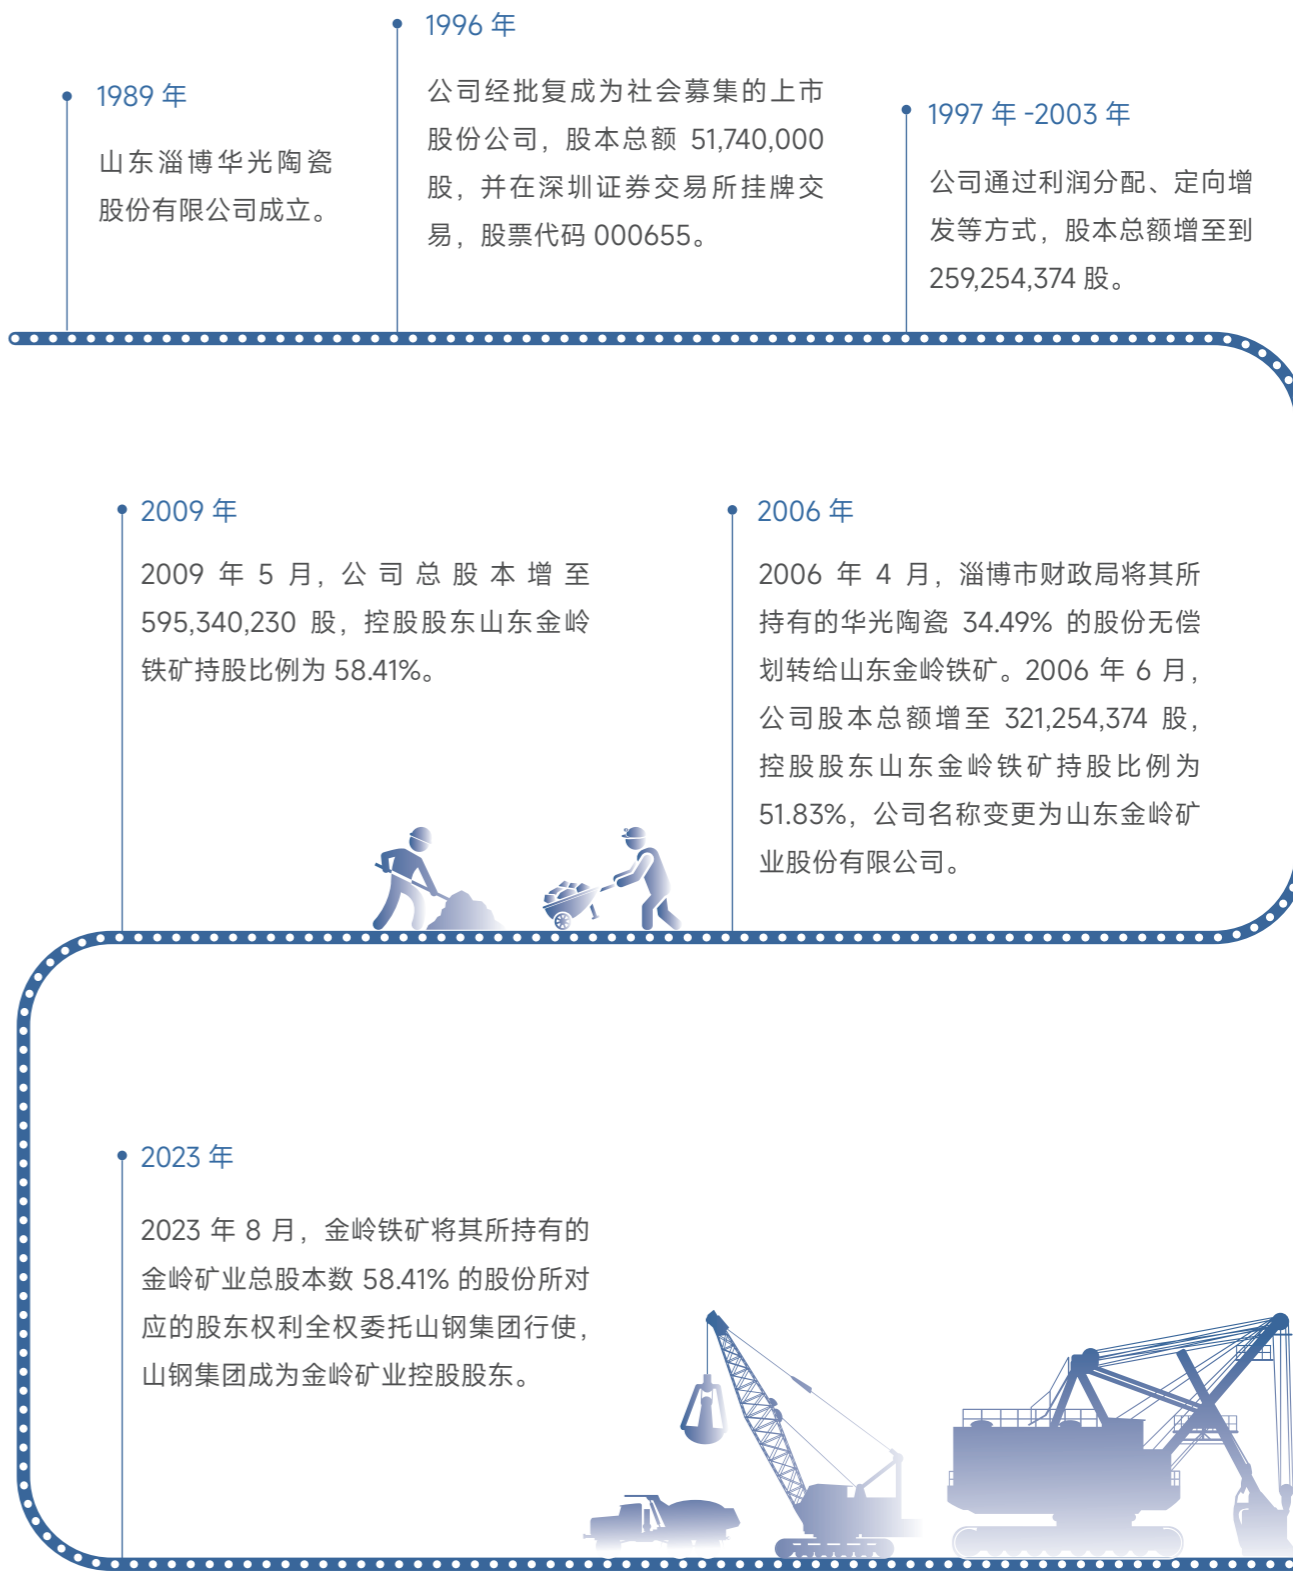 1989 年
山东淄博华光陶瓷
股份有限公司成立。
1996 年
公司经批复成为社会募集的上市
股份公司，股本总额 51,740,000
股，并在深圳证券交易所挂牌交
易，股票代码 000655。
1997 年 -2003 年
公司通过利润分配、定向增
发等方式，股本总额增至到
259,254,374 股。
2006 年
2006 年 4 月，淄博市财政局将其所
持有的华光陶瓷 34.49% 的股份无偿
划转给山东金岭铁矿。2006 年 6 月，
公司股本总额增至 321,254,374 股，
控股股东山东金岭铁矿持股比例为
51.83%，公司名称变更为山东金岭矿
业股份有限公司。
2009 年
2009 年 5 月，公司总股本增至
595,340,230 股，控股股东山东金岭
铁矿持股比例为 58.41%。
2023 年
2023 年 8 月，金岭铁矿将其所持有的
金岭矿业总股本数 58.41% 的股份所对
应的股东权利全权委托山钢集团行使，
山钢集团成为金岭矿业控股股东。